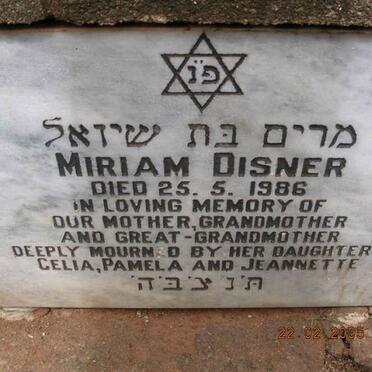 פ״נ
מרים בת שיזאל
MIRIAM DISNER
DIED 25. 5. 1986
IN LOVING MEMORY OF
OUR MOTHER, GRANDMOTHER
AND GREAT-GRANDMOTHER
DEEPLY MOURNED BY HER DAUGHTER
CELIA, PAMELA AND JEANNETTE
ת׳נ׳צ׳ב׳ה׳
22.02.2005